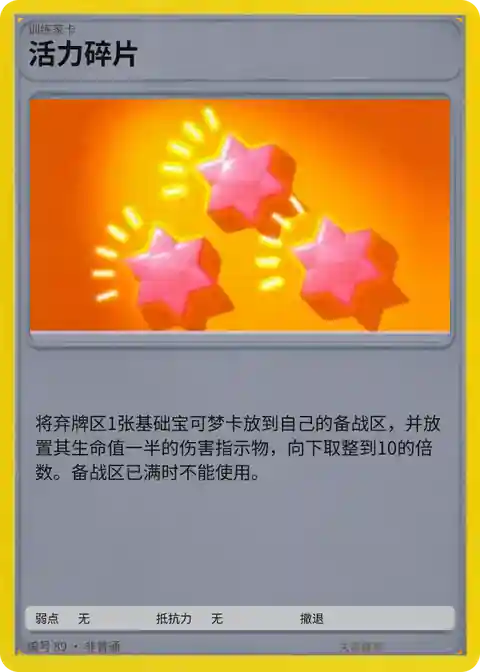 训练家卡
活力碎片
将弃牌区1张基础宝可梦卡放到自己的备战区，并放
置其生命值一半的伤害指示物，向下取整到10的倍
数。备战区已满时不能使用。
弱点 无 抵抗力 无 撤退
编号 89 · 非普通